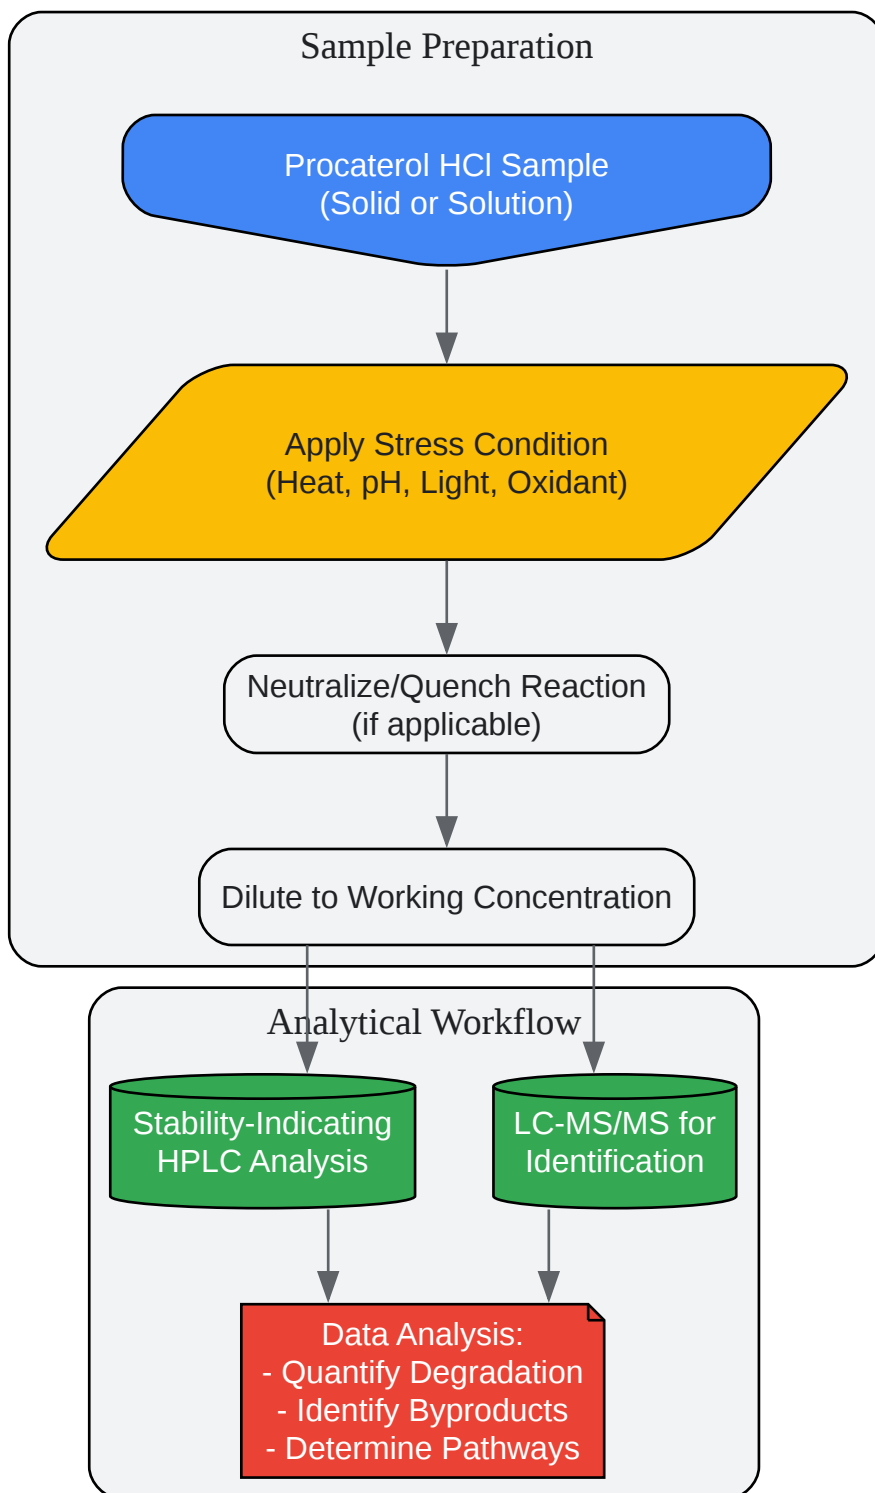 Sample Preparation
Procaterol HCl Sample
(Solid or Solution)
Apply Stress Condition
(Heat, pH, Light, Oxidant)
Neutralize/Quench Reaction
(if applicable)
Dilute to Working Concentration
Analytical Workflow
Stability-Indicating
HPLC Analysis
LC-MS/MS for
Identification
Data Analysis:
- Quantify Degradation
- Identify Byproducts
- Determine Pathways